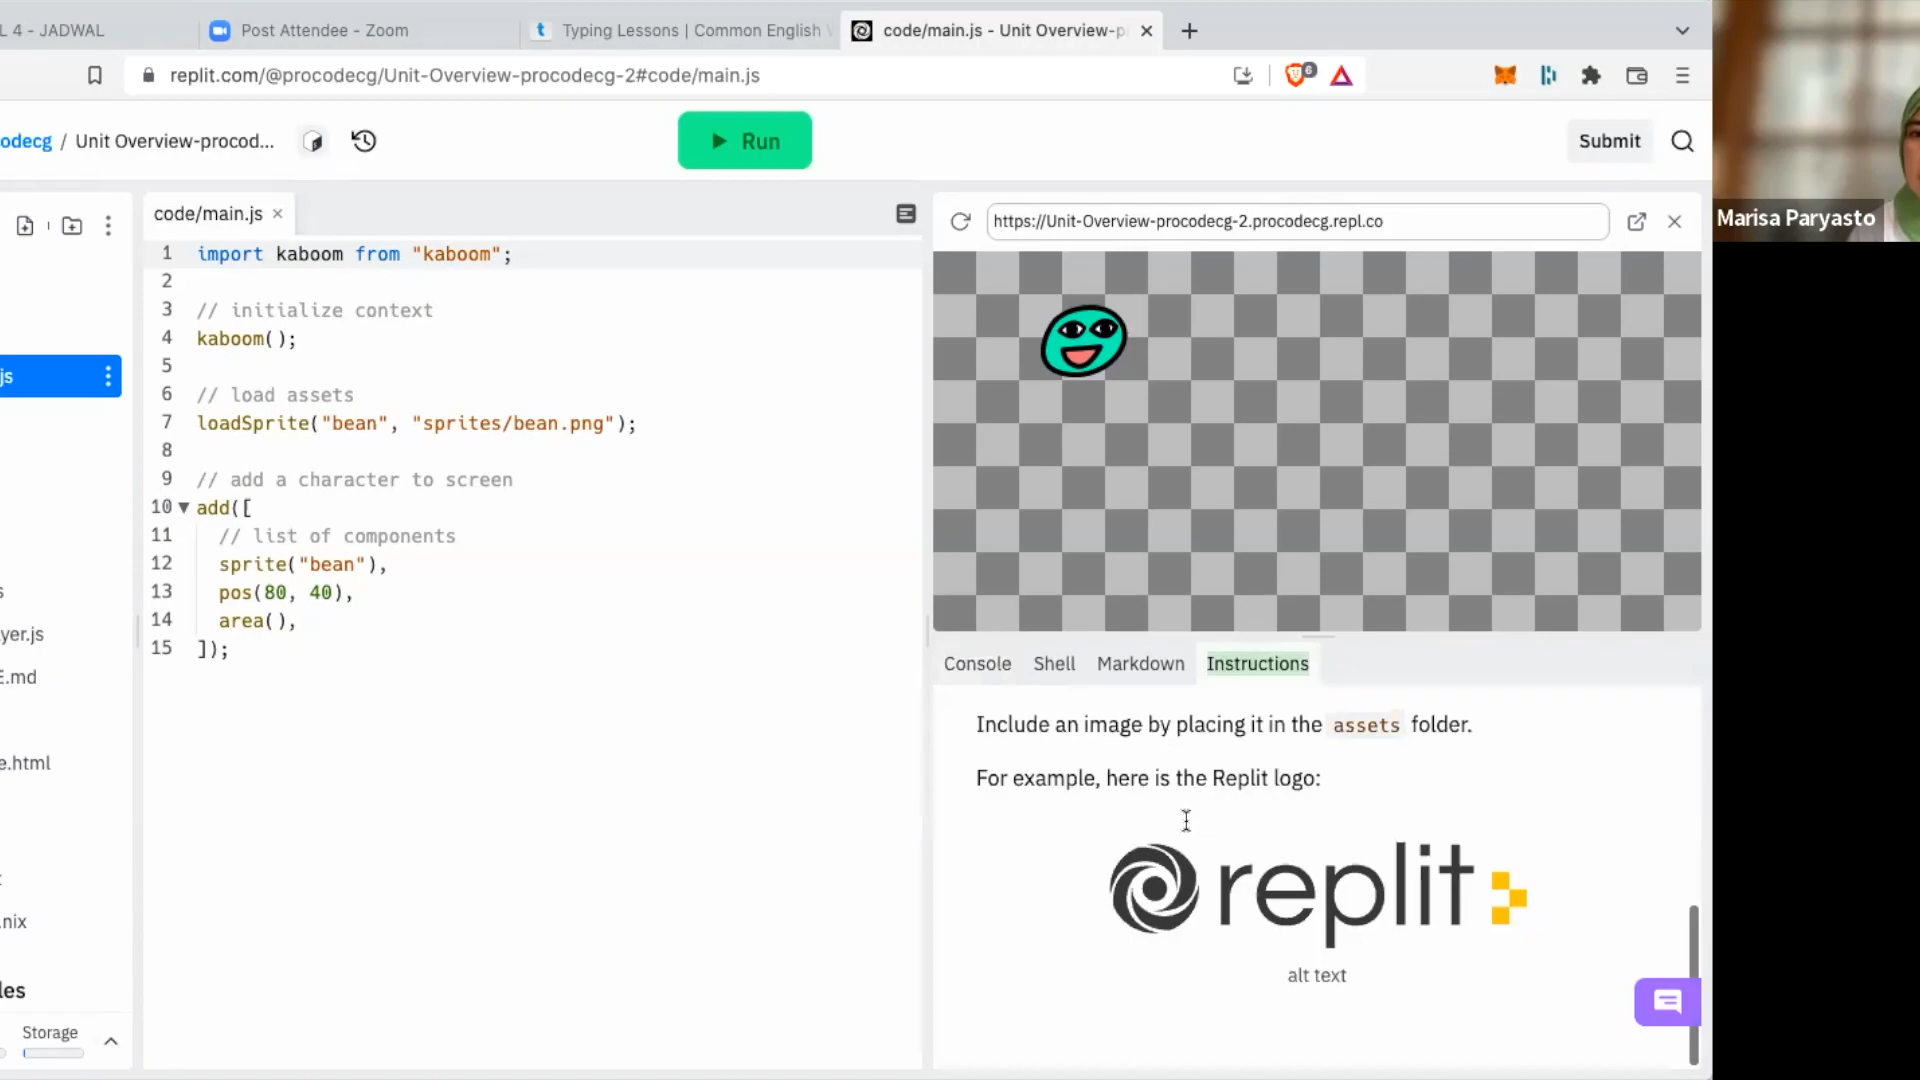 L 4 - JADWAL
Post Attendee - Zoom
Typing Lessons | Common English
code/main.js - Unit Overview-p
replit.com/@procodecg/Unit-Overview-procodecg-2#code/main.js
6
odecg / Unit Overview-procod...
Run
Submit
Marisa Paryasto
code/main.js
https://Unit-Overview-procodecg-2.procodecg.repl.co
js
s
yer.js
E.md
e.html
t
.nix
les
Storage
1 import kaboom from "kaboom";
2
3 // initialize context
4 kaboom();
5
6 // load assets
7 loadSprite("bean", "sprites/bean.png");
8
9 // add a character to screen
10 add([
11 // list of components
12 sprite("bean"),
13 pos(80, 40),
14 area(),
15 ]);
Console Shell Markdown Instructions
Include an image by placing it in the assets folder.
For example, here is the Replit logo:
replit
alt text